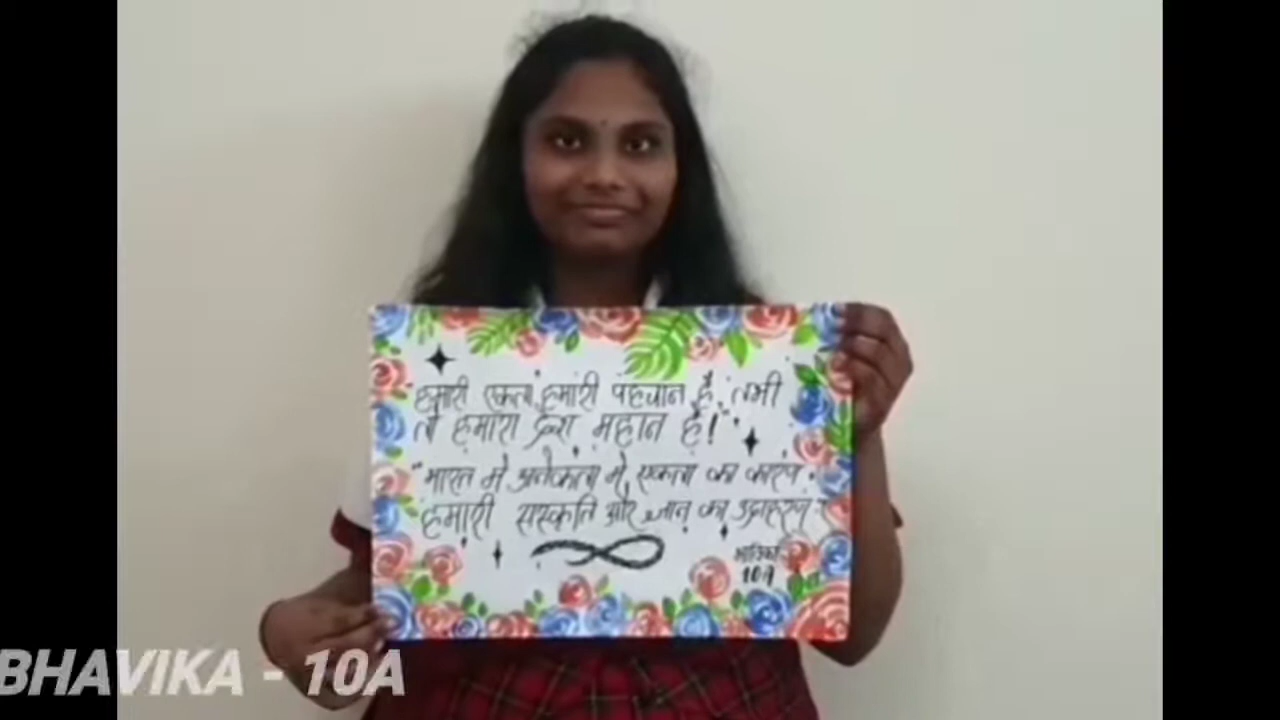 हमारी एकता हमारी पहचान है, तभी
तो हमारा देश महान है!"
"भारत मे अनेकता मे एकता का कारण
हमारी संस्कृति और ज्ञान का उदाहरण
भाविका
10A
BHAVIKA - 10A